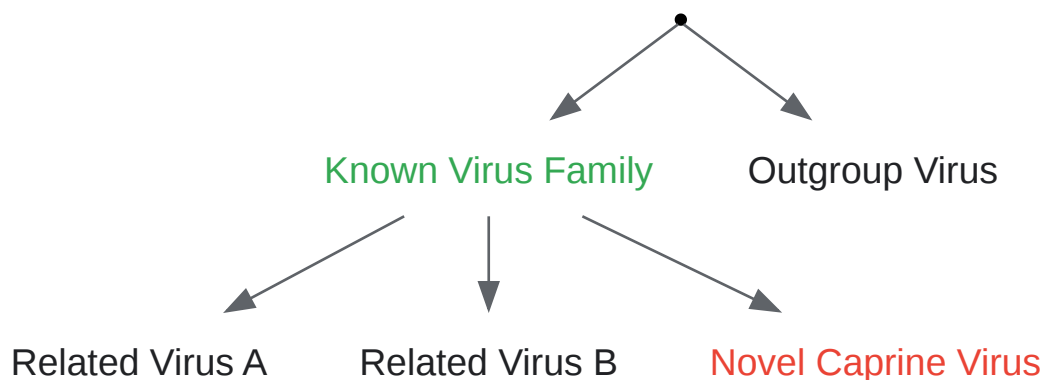 Known Virus Family
Outgroup Virus
Related Virus A
Related Virus B
Novel Caprine Virus